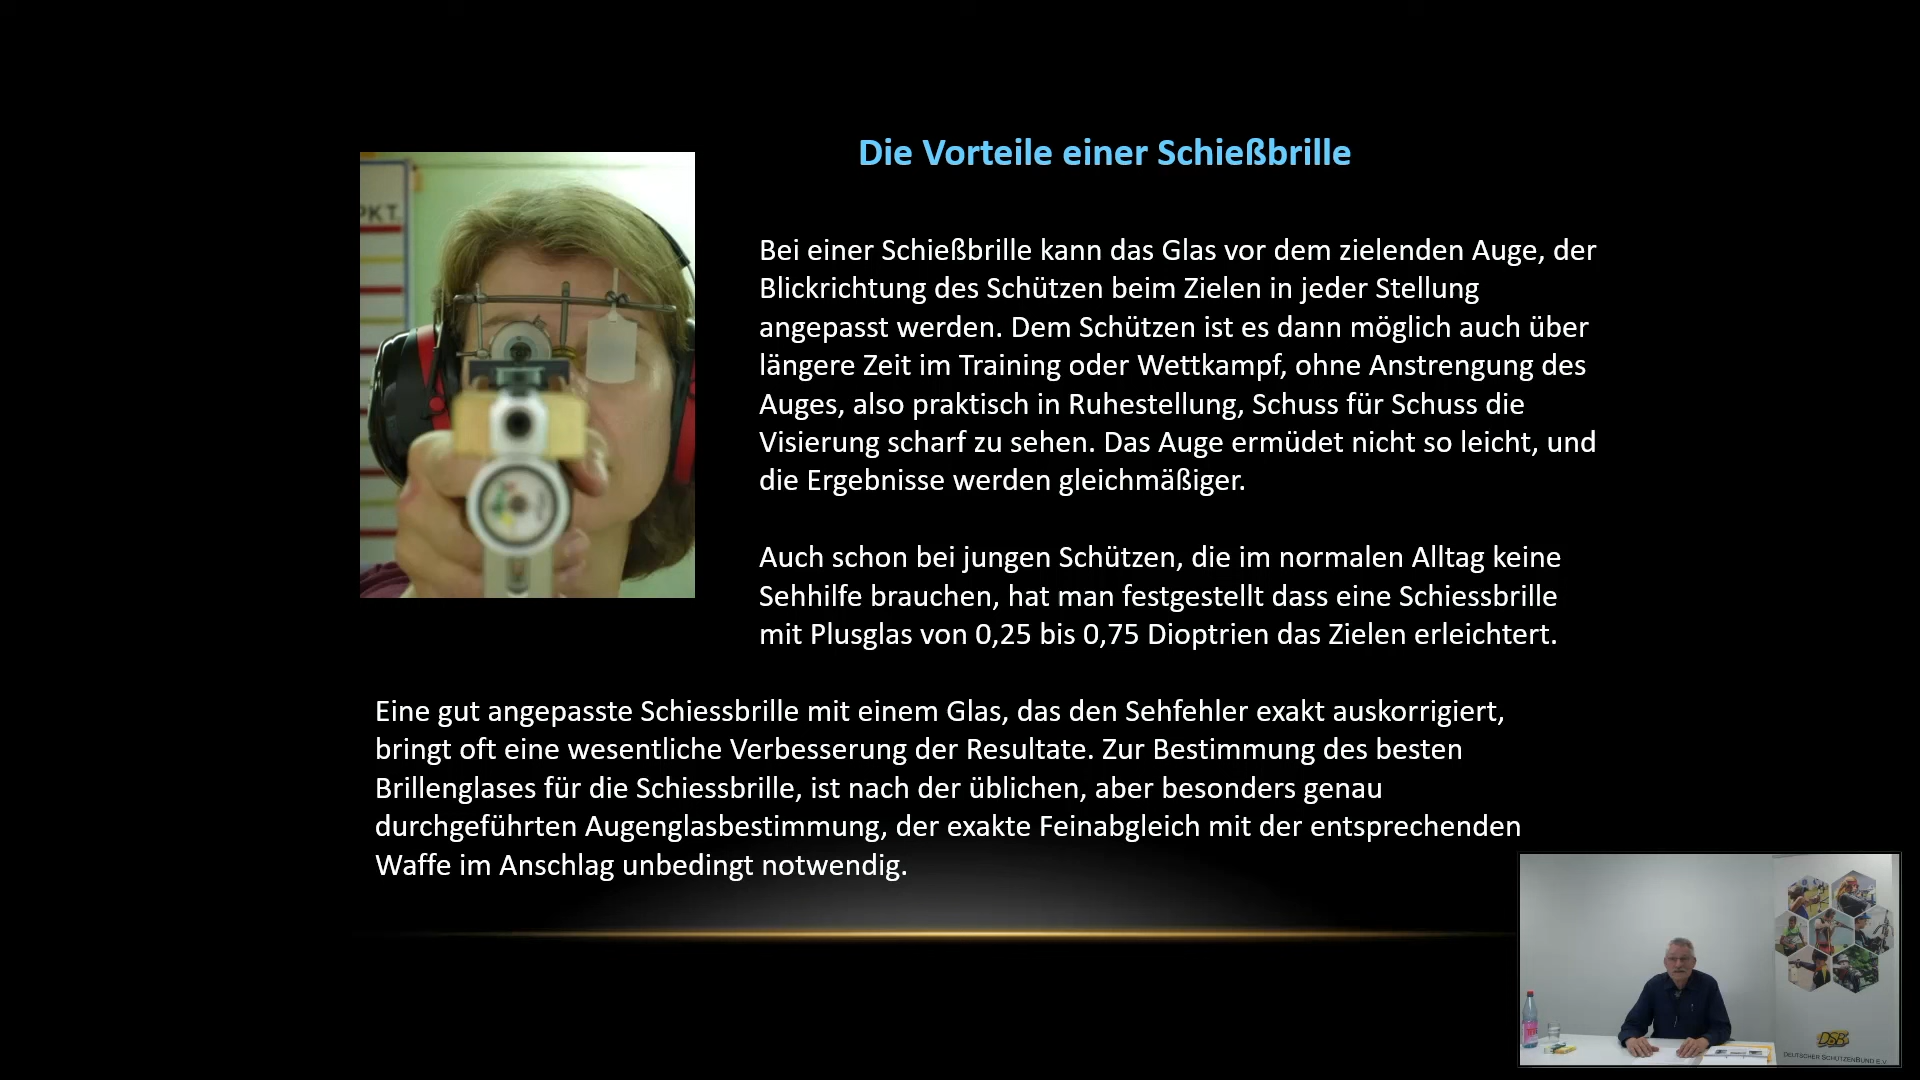 Die Vorteile einer Schießbrille
PKT.
Bei einer Schießbrille kann das Glas vor dem zielenden Auge, der
Blickrichtung des Schützen beim Zielen in jeder Stellung
angepasst werden. Dem Schützen ist es dann möglich auch über
längere Zeit im Training oder Wettkampf, ohne Anstrengung des
Auges, also praktisch in Ruhestellung, Schuss für Schuss die
Visierung scharf zu sehen. Das Auge ermüdet nicht so leicht, und
die Ergebnisse werden gleichmäßiger.
Auch schon bei jungen Schützen, die im normalen Alltag keine
Sehhilfe brauchen, hat man festgestellt dass eine Schiessbrille
mit Plusglas von 0,25 bis 0,75 Dioptrien das Zielen erleichtert.
Eine gut angepasste Schiessbrille mit einem Glas, das den Sehfehler exakt auskorrigiert,
bringt oft eine wesentliche Verbesserung der Resultate. Zur Bestimmung des besten
Brillenglases für die Schiessbrille, ist nach der üblichen, aber besonders genau
durchgeführten Augenglasbestimmung, der exakte Feinabgleich mit der entsprechenden
Waffe im Anschlag unbedingt notwendig.
DSB
DEUTSCHER SCHÜTZENBUND E.V.